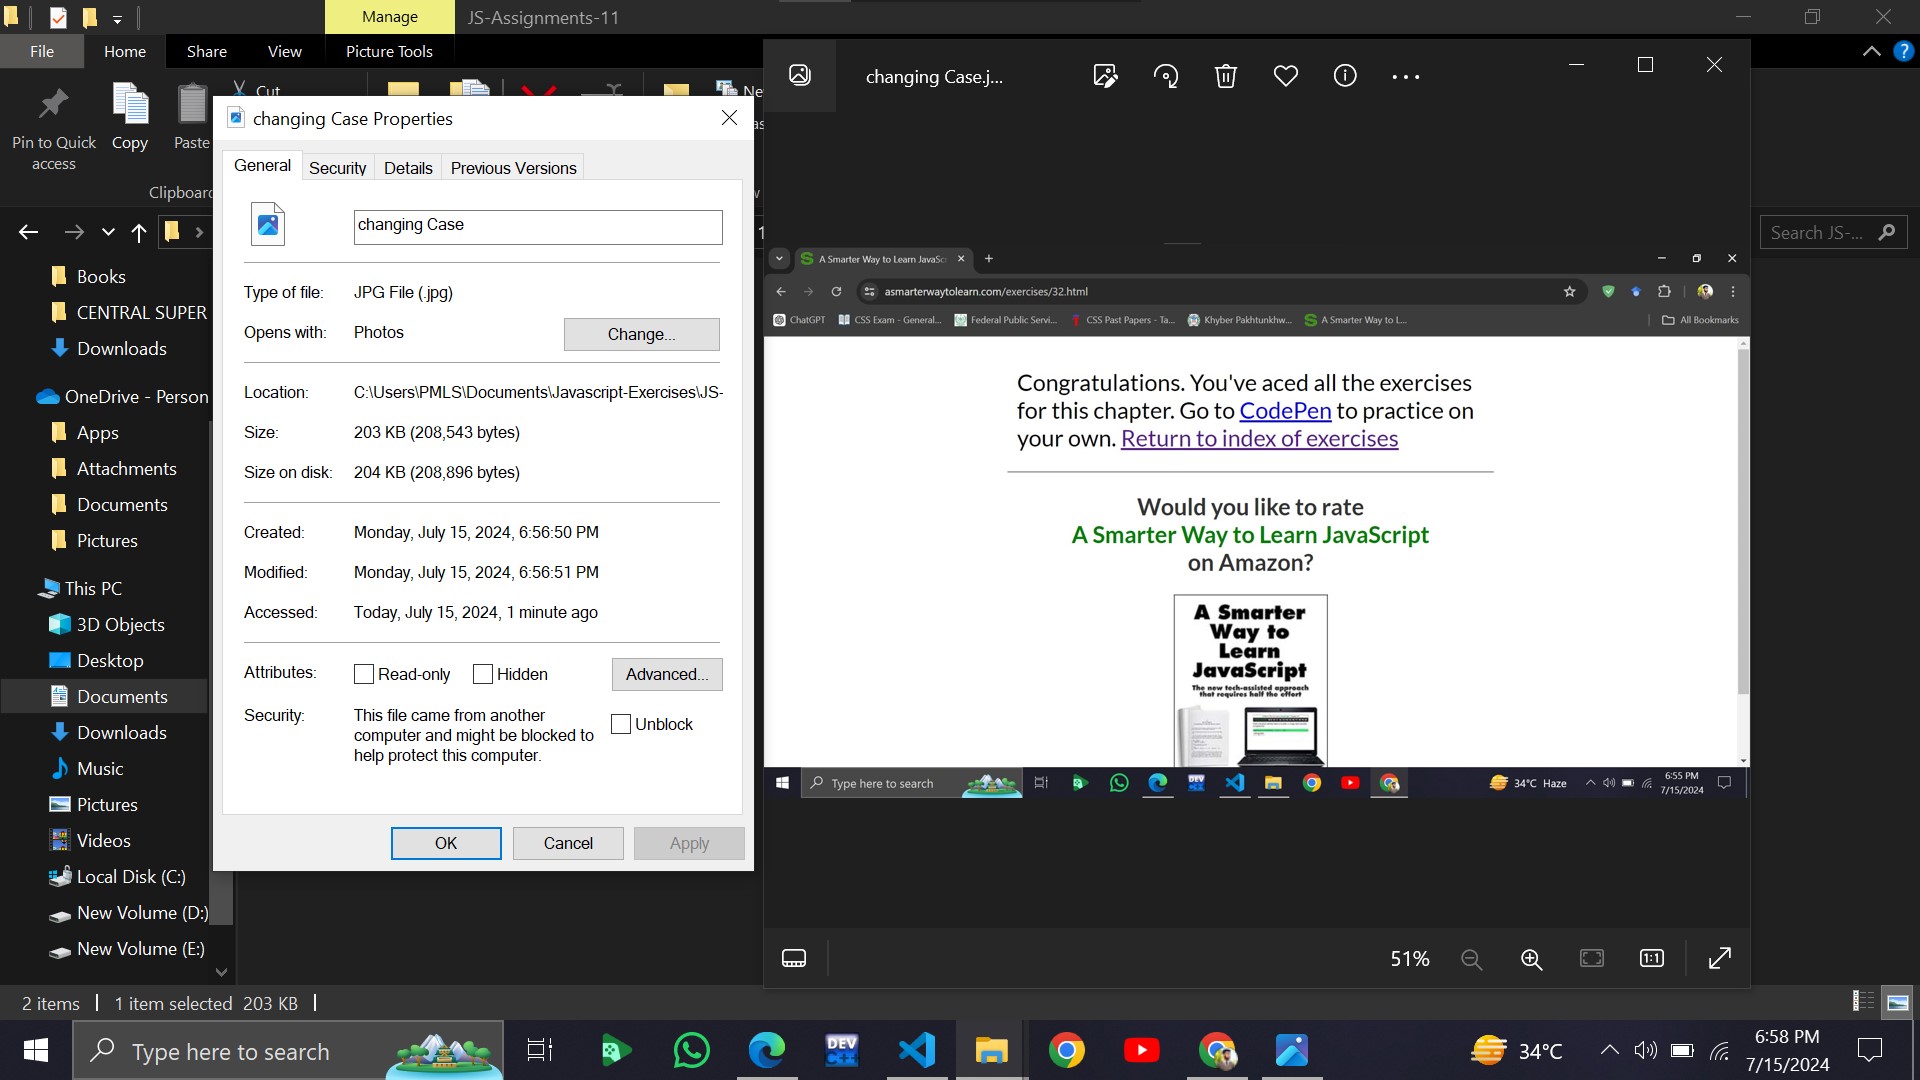 Manage
JS-Assignments-11
File
Home
Share
View
Picture Tools
Cut
Pin to Quick access
Copy
Paste
Clipboard
Search JS-...
Books
CENTRAL SUPER
Downloads
OneDrive - Person
Apps
Attachments
Documents
Pictures
This PC
3D Objects
Desktop
Documents
Downloads
Music
Pictures
Videos
Local Disk (C:)
New Volume (D:)
New Volume (E:)
changing Case Properties
General
Security
Details
Previous Versions
changing Case
Type of file: JPG File (.jpg)
Opens with: Photos
Change...
Location: C:\Users\PMLS\Documents\Javascript-Exercises\JS-
Size: 203 KB (208,543 bytes)
Size on disk: 204 KB (208,896 bytes)
Created: Monday, July 15, 2024, 6:56:50 PM
Modified: Monday, July 15, 2024, 6:56:51 PM
Accessed: Today, July 15, 2024, 1 minute ago
Attributes: Read-only Hidden
Advanced...
Security: This file came from another
computer and might be blocked to
help protect this computer.
Unblock
OK
Cancel
Apply
changing Case.j...
A Smarter Way to Learn JavaSc
asmarterwaytolearn.com/exercises/32.html
ChatGPT
CSS Exam - General...
Federal Public Servi...
CSS Past Papers - Ta...
Khyber Pakhtunkhw...
A Smarter Way to L...
All Bookmarks
Congratulations. You've aced all the exercises
for this chapter. Go to CodePen to practice on
your own. Return to index of exercises
Would you like to rate
A Smarter Way to Learn JavaScript
on Amazon?
A Smarter
Way to
Learn
JavaScript
The new tech-assisted approach
that requires half the effort
Type here to search
DEV
34°C Haze
6:55 PM
7/15/2024
51%
1:1
2 items
1 item selected 203 KB
Type here to search
DEV
C++
34°C
6:58 PM
7/15/2024